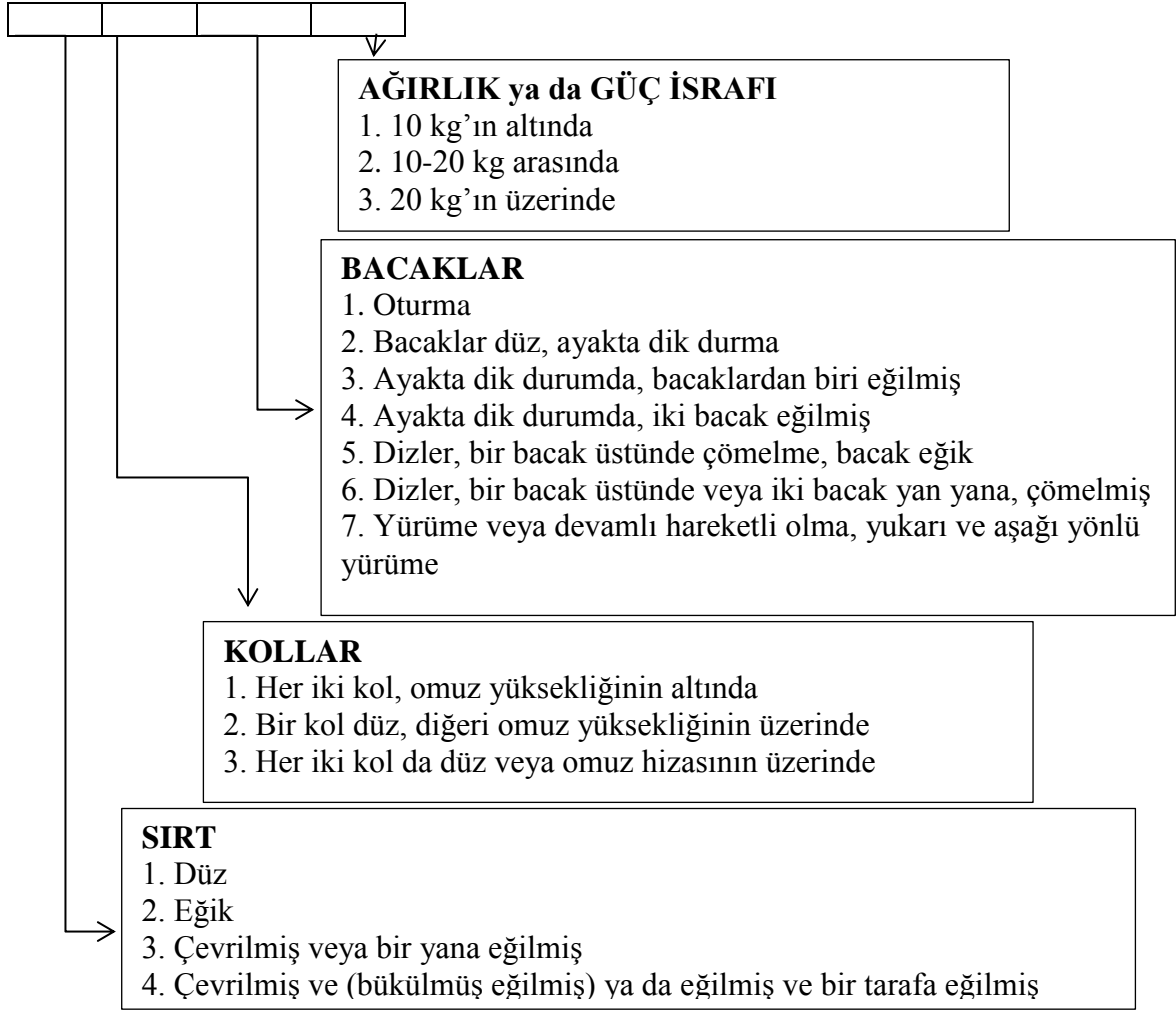 AĞIRLIK ya da GÜÇ İSRAFI
1. 10 kg’ın altında
2. 10-20 kg arasında
3. 20 kg’ın üzerinde
BACAKLAR
1. Oturma
2. Bacaklar düz, ayakta dik durma
3. Ayakta dik durumda, bacaklardan biri eğilmiş
4. Ayakta dik durumda, iki bacak eğilmiş
5. Dizler, bir bacak üstünde çömelme, bacak eğik
6. Dizler, bir bacak üstünde veya iki bacak yan yana, çömelmiş
7. Yürüme veya devamlı hareketli olma, yukarı ve aşağı yönlü
yürüme
KOLLAR
1. Her iki kol, omuz yüksekliğinin altında
2. Bir kol düz, diğeri omuz yüksekliğinin üzerinde
3. Her iki kol da düz veya omuz hizasının üzerinde
SIRT
1. Düz
2. Eğik
3. Çevrilmiş veya bir yana eğilmiş
4. Çevrilmiş ve (bükülmüş eğilmiş) ya da eğilmiş ve bir tarafa eğilmiş